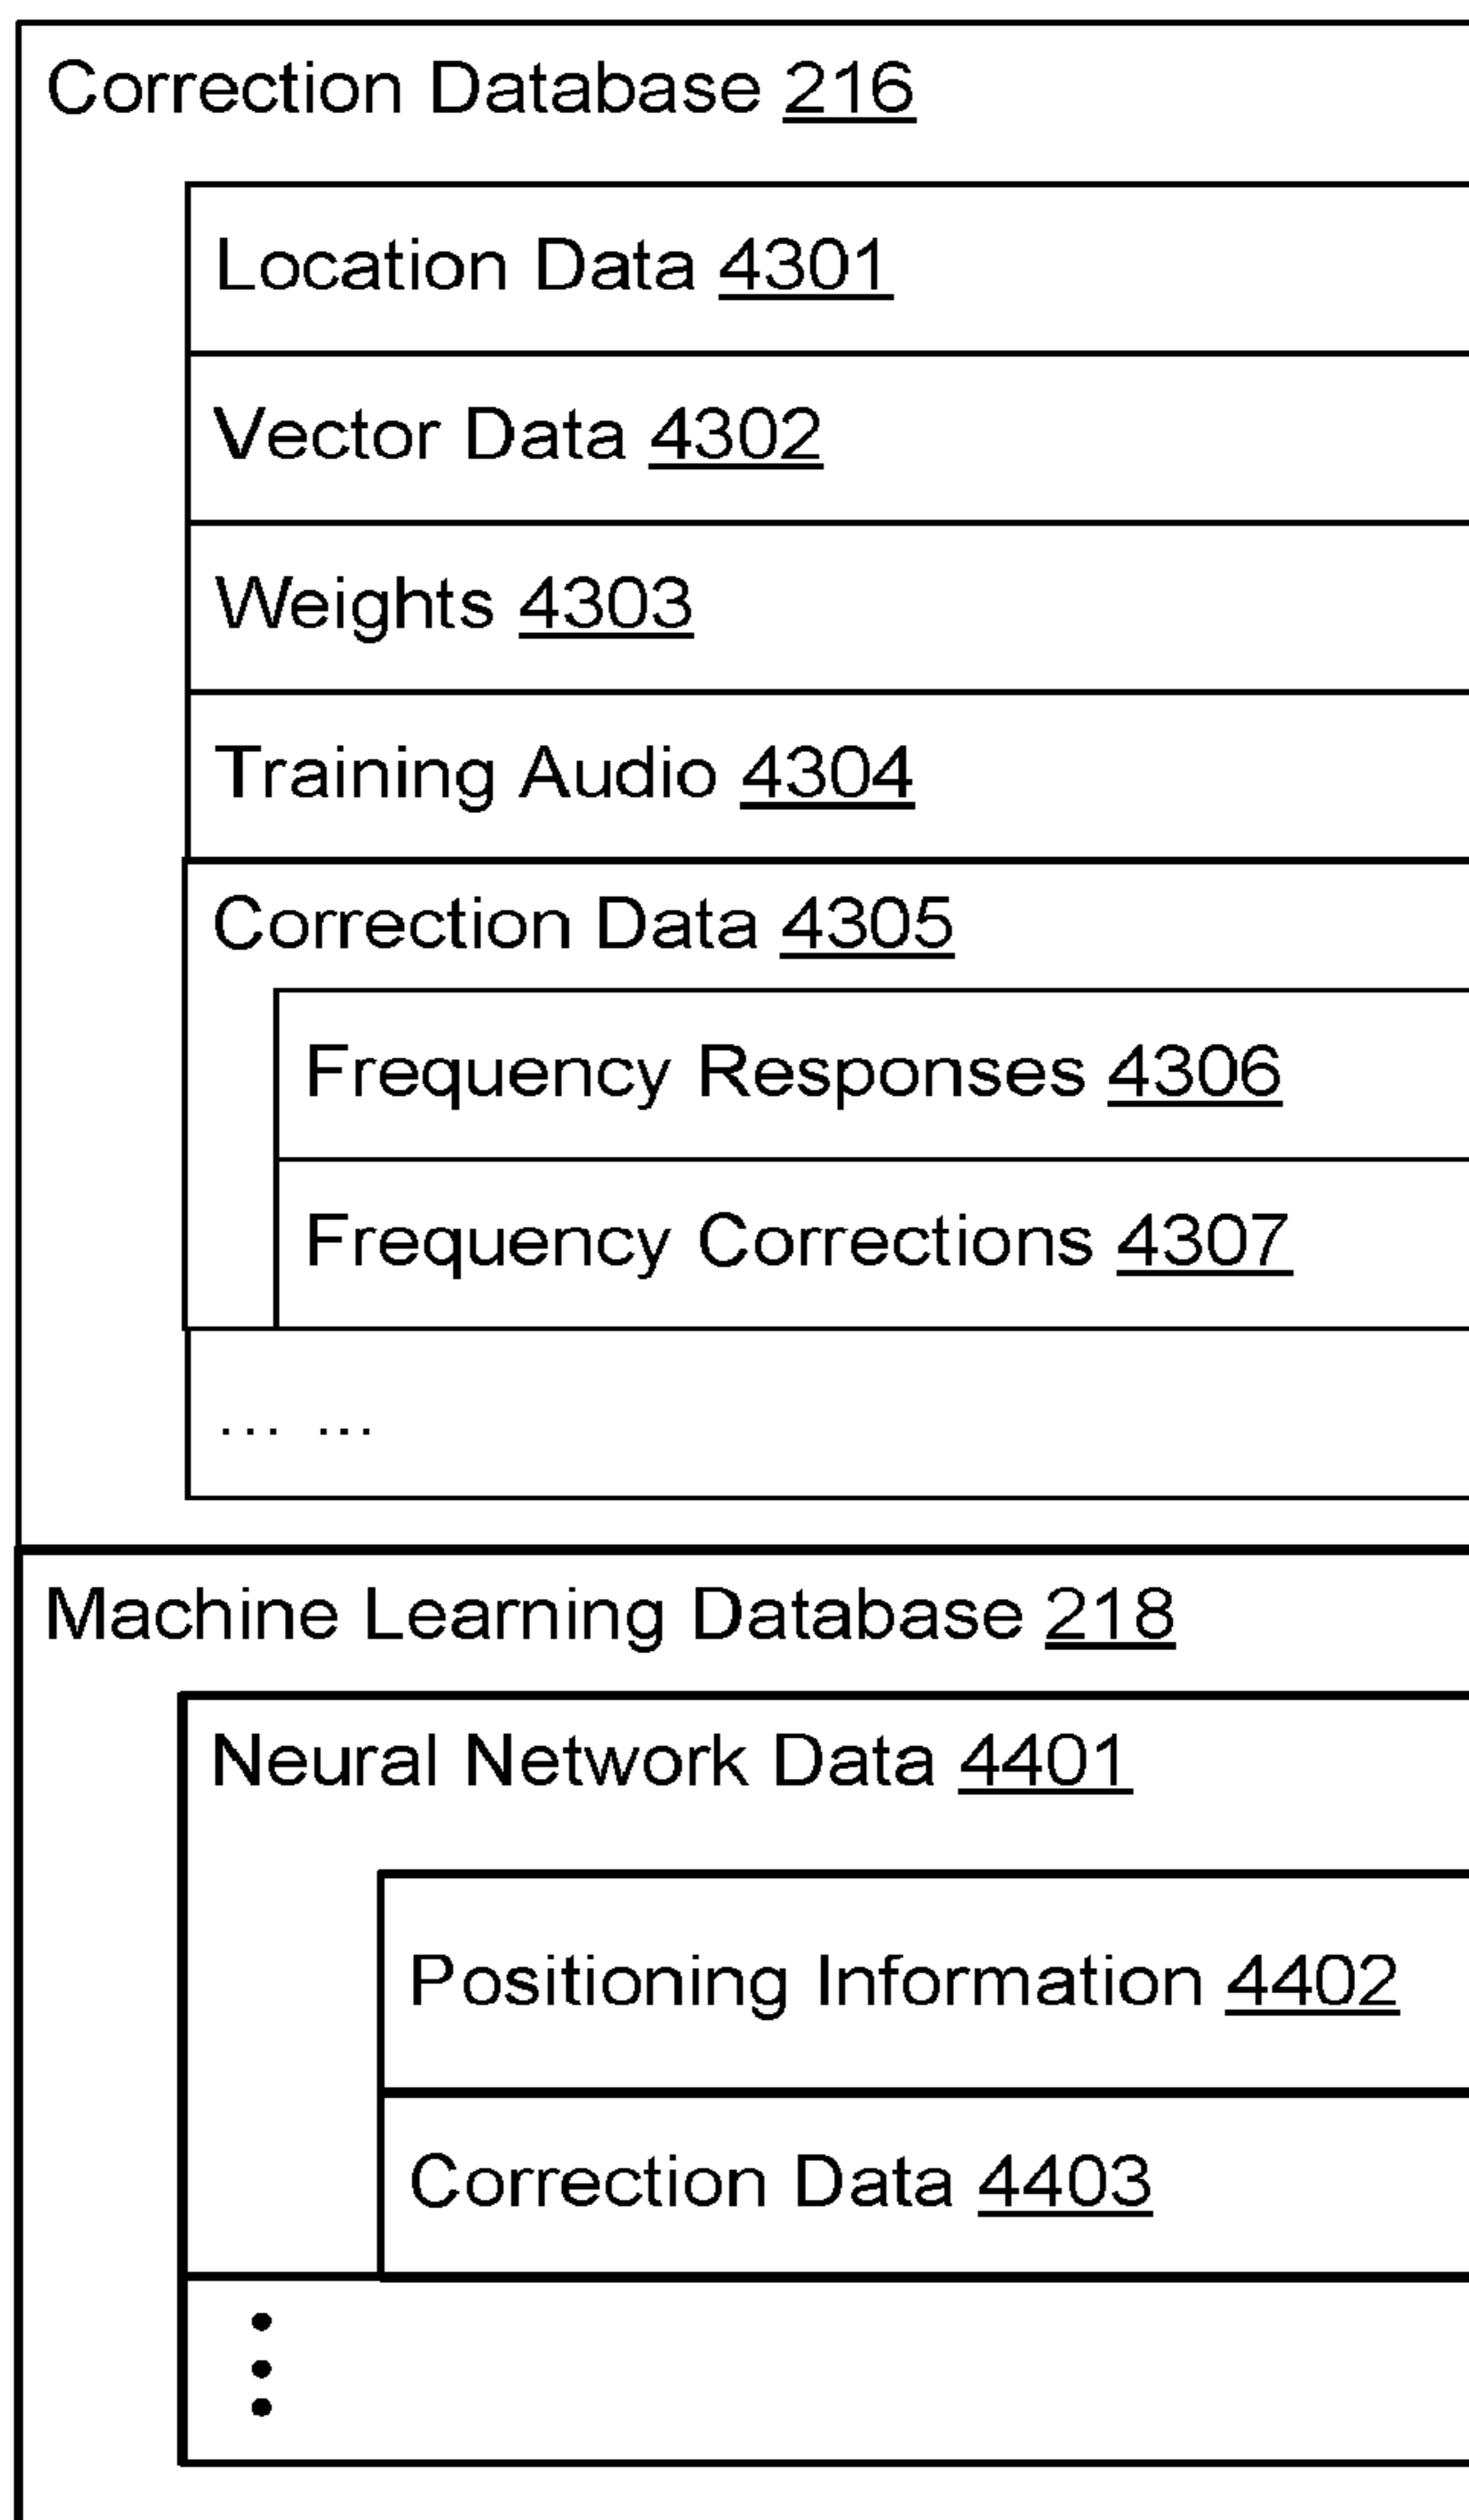 Correction Database 216
Location Data 4301
Vector Data 4302
Weights 4303
Training Audio 4304
Correction Data 4305
Frequency Responses 4306
Frequency Corrections 4307
... ...
Machine Learning Database 218
Neural Network Data 4401
Positioning Information 4402
Correction Data 4403